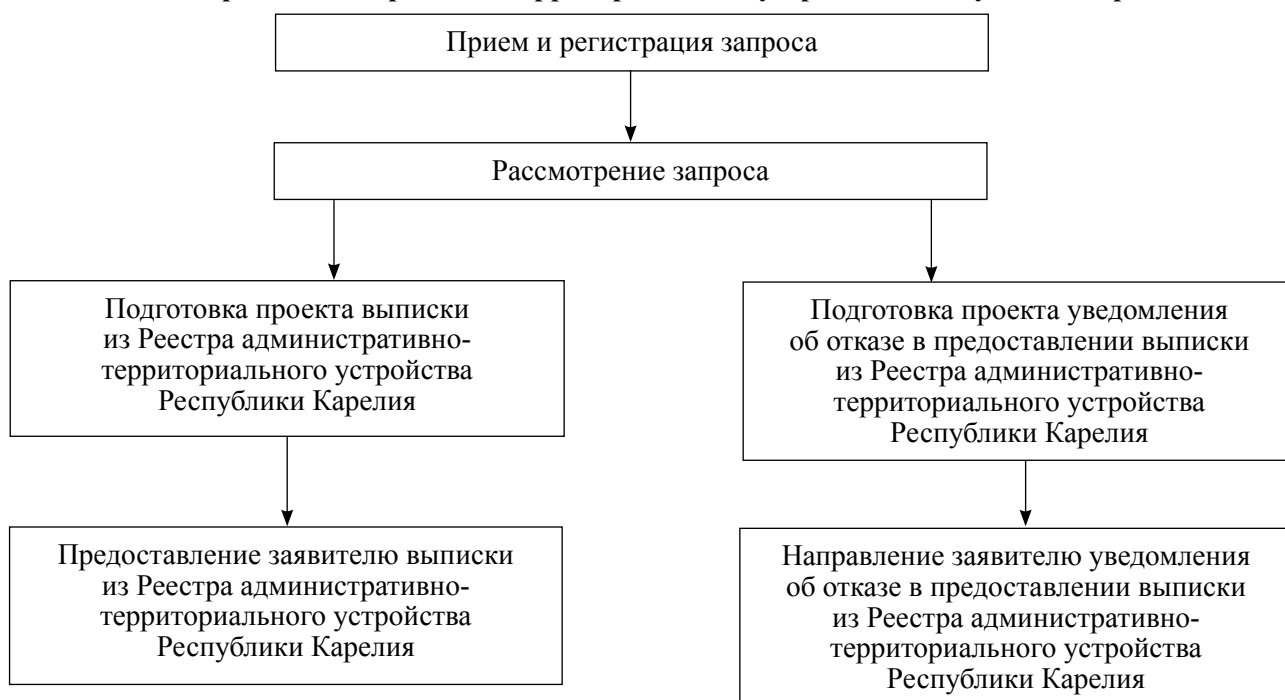 Прием и регистрация запроса
Рассмотрение запроса
Подготовка проекта выписки
из Реестра административно-
территориального устройства
Республики Карелия
Подготовка проекта уведомления
об отказе в предоставлении выписки
из Реестра административно-
территориального устройства
Республики Карелия
Предоставление заявителю выписки
из Реестра административно-
территориального устройства
Республики Карелия
Направление заявителю уведомления
об отказе в предоставлении выписки
из Реестра административно-
территориального устройства
Республики Карелия